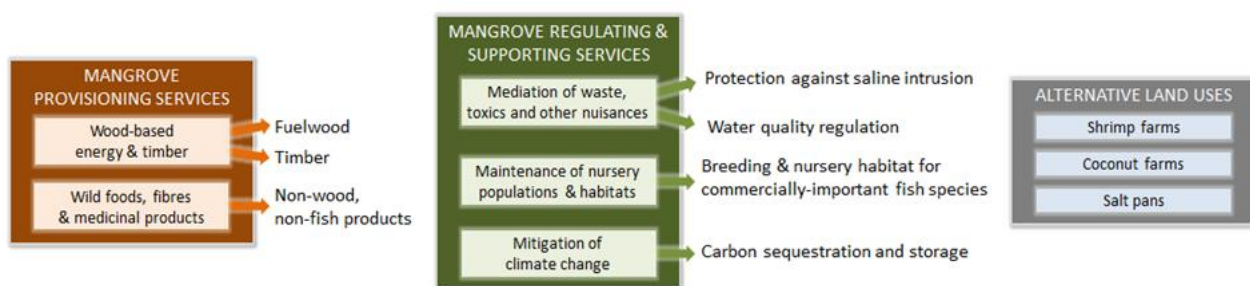 MANGROVE
PROVISIONING SERVICES
Wood-based
energy & timber
Fuelwood
Timber
Wild foods, fibres
& medicinal products
Non-wood,
non-fish products
MANGROVE REGULATING &
SUPPORTING SERVICES
Mediation of waste,
toxics and other nuisances
Protection against saline intrusion
Water quality regulation
Maintenance of nursery
populations & habitats
Breeding & nursery habitat for
commercially-important fish species
Mitigation of
climate change
Carbon sequestration and storage
ALTERNATIVE LAND USES
Shrimp farms
Coconut farms
Salt pans